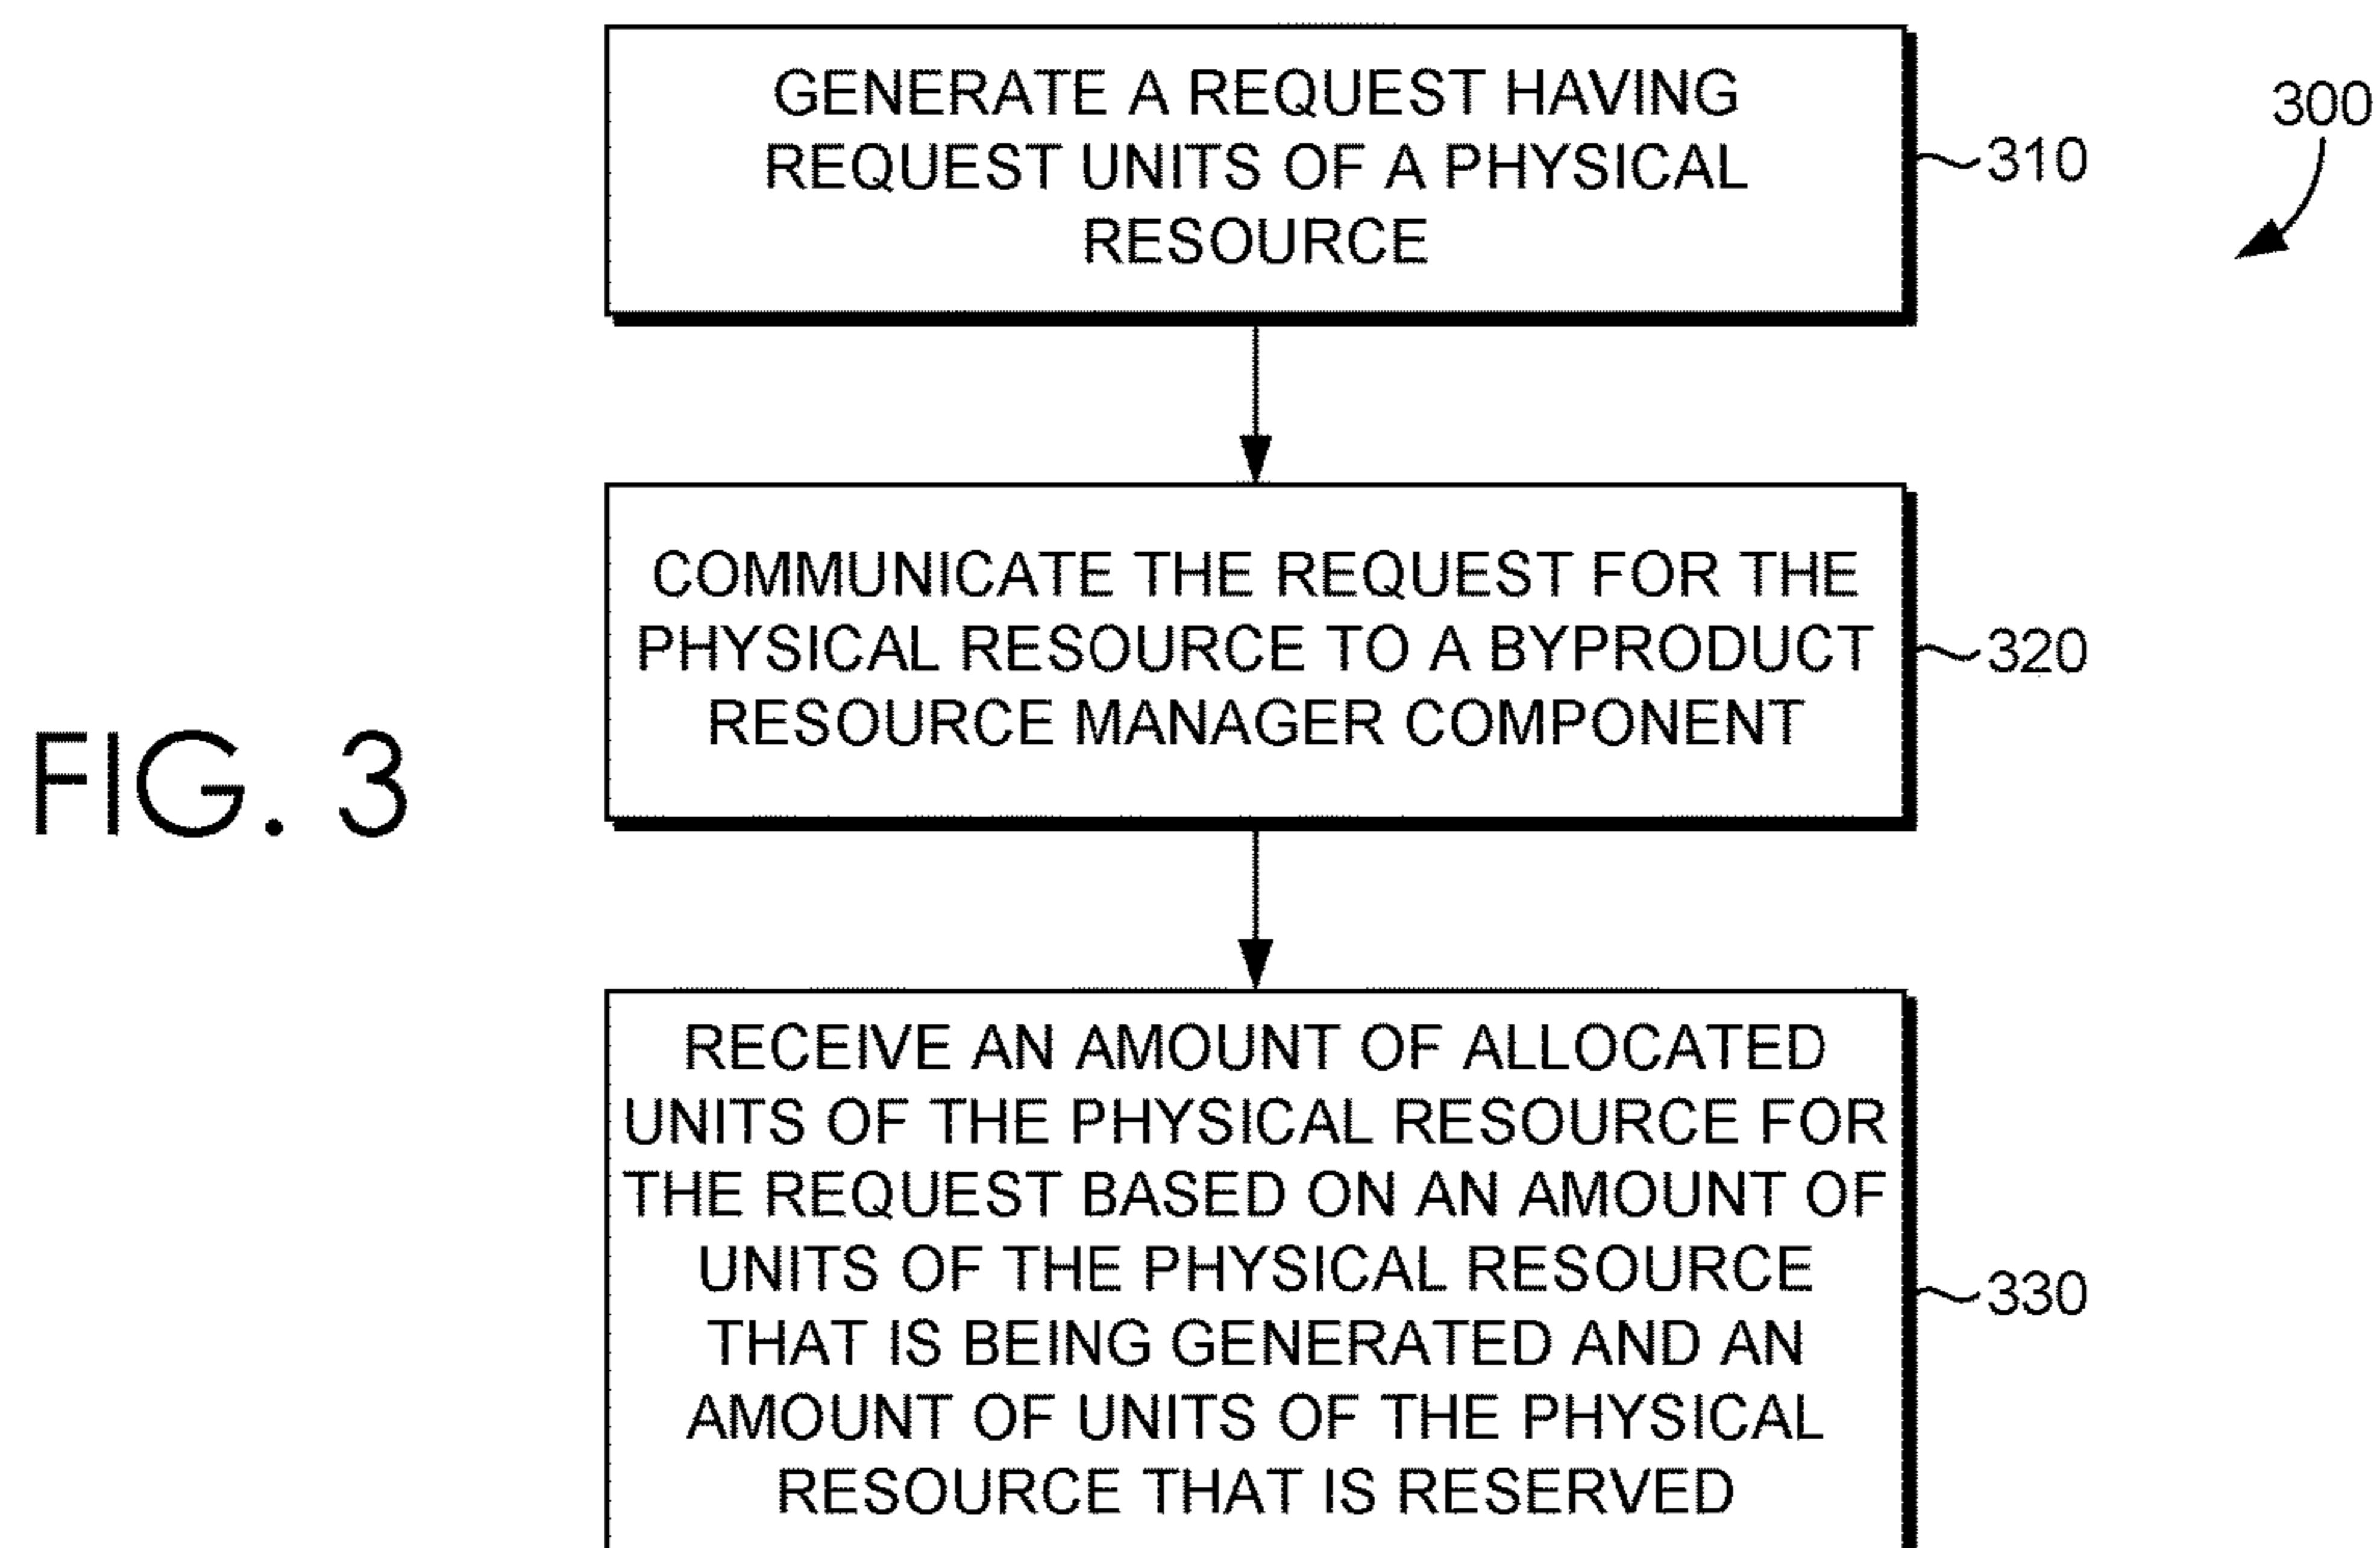 GENERATE A REQUEST HAVING
REQUEST UNITS OF A PHYSICAL
RESOURCE
310
300
COMMUNICATE THE REQUEST FOR THE
PHYSICAL RESOURCE TO A BYPRODUCT
RESOURCE MANAGER COMPONENT
320
FIG. 3
RECEIVE AN AMOUNT OF ALLOCATED
UNITS OF THE PHYSICAL RESOURCE FOR
THE REQUEST BASED ON AN AMOUNT OF
UNITS OF THE PHYSICAL RESOURCE
THAT IS BEING GENERATED AND AN
AMOUNT OF UNITS OF THE PHYSICAL
RESOURCE THAT IS RESERVED
330